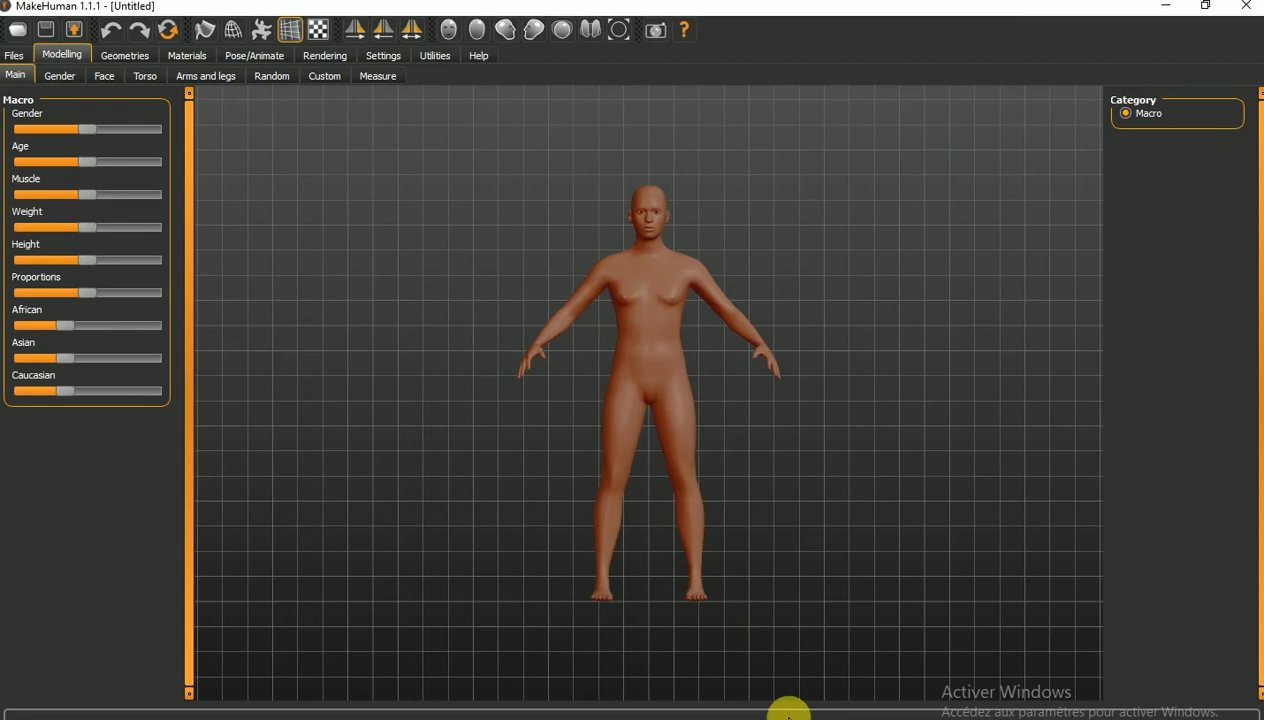 MakeHuman 1.1.1 - [Untitled]
Files Modelling Geometries Materials Pose/Animate Rendering Settings Utilities Help
Main Gender Face Torso Arms and legs Random Custom Measure
Macro
Gender
Age
Muscle
Weight
Height
Proportions
African
Asian
Caucasian
Category
Macro
Activer Windows
Accédez aux paramètres pour activer Windows.